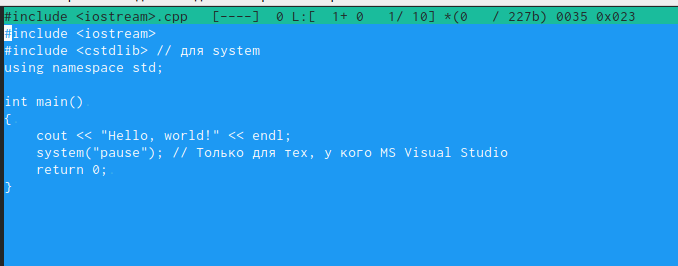 #include <iostream>.cpp   [----]  0 L:[  1+ 0   1/ 10] *(0   / 227b) 0035 0x023
#include <iostream>
#include <cstdlib> // для system
using namespace std;

int main()
{
    cout << "Hello, world!" << endl;
    system("pause"); // Только для тех, у кого MS Visual Studio
    return 0;
}